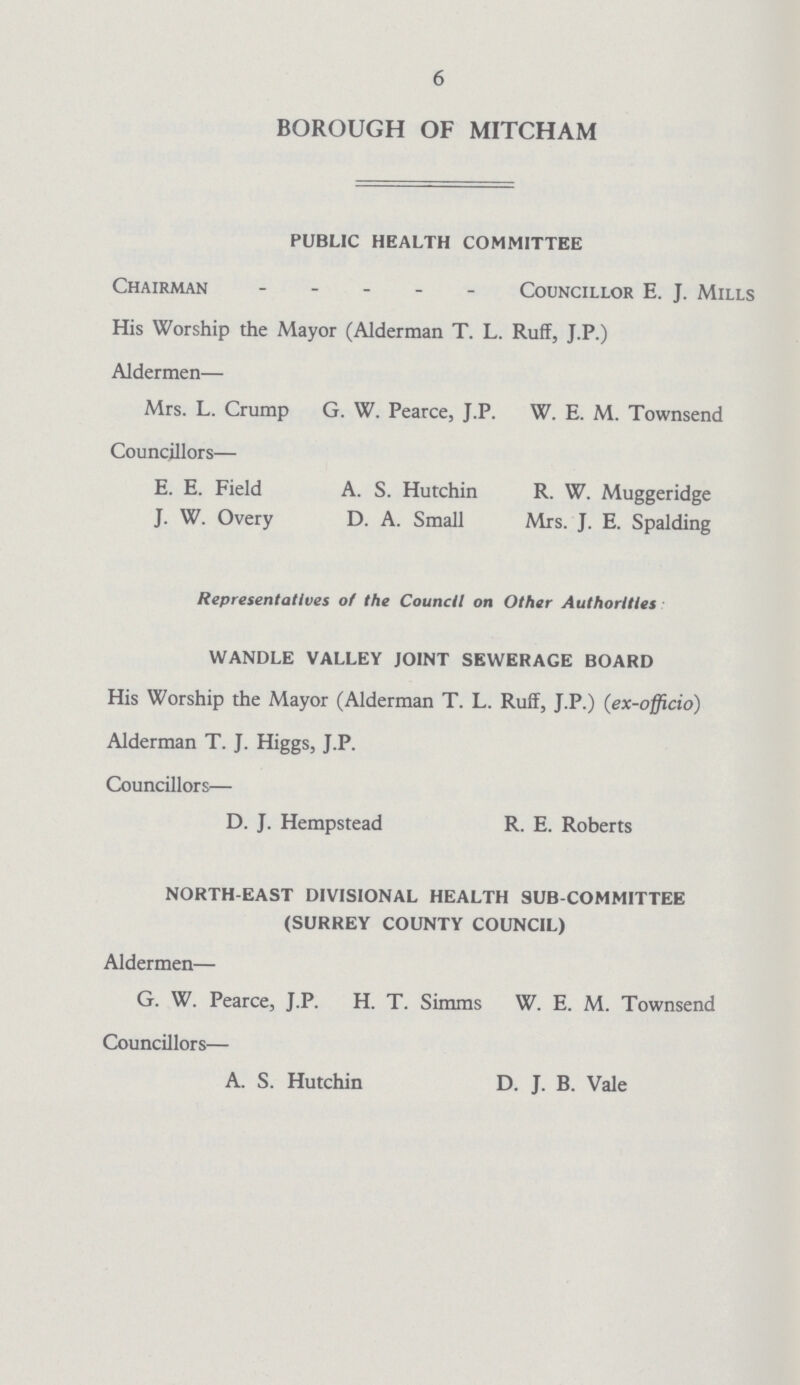 6
BOROUGH OF MITCHAM
PUBLIC HEALTH COMMITTEE
CHAIRMAN - - - - - COUNCILLOR E. J. MILLS
His Worship the Mayor (Alderman T. L. Ruff, J.P.)
Aldermen—
Mrs. L. Crump G. W. Pearce, J.P. W. E. M. Townsend
Councillors—
E. E. Field A. S. Hutchin R. W. Muggeridge
J. W. Overy D. A. Small Mrs. J. E. Spalding
Representatives of the Council on Other Authorities
WANDLE VALLEY JOINT SEWERAGE BOARD
His Worship the Mayor (Alderman T. L. Ruff, J.P.) (ex-officio)
Alderman T. J. Higgs, J.P.
Councillors—
D. J. Hempstead R. E. Roberts
NORTH-EAST DIVISIONAL HEALTH SUB-COMMITTEE
(SURREY COUNTY COUNCIL)
Aldermen—
G. W. Pearce, J.P. H. T. Simms W. E. M. Townsend
Councillors—
A. S. Hutchin D. J. B. Vale